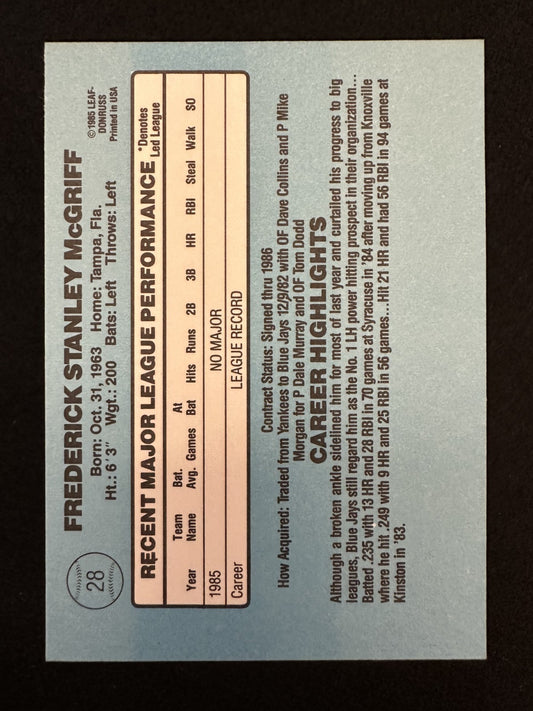 28
FREDERICK STANLEY McGRIFF
©1985 LEAF-
DONRUSS
Printed in USA
Born: Oct. 31, 1963 Home: Tampa, Fla.
Ht.: 6'3" Wgt.: 200 Bats: Left Throws: Left
RECENT MAJOR LEAGUE PERFORMANCE
*Denotes
Led League
Year Team Name Bat. Avg. Games At Bat Hits Runs 2B 3B HR RBI Steal Walk SO
1985 NO MAJOR
Career LEAGUE RECORD
Contract Status: Signed thru 1986
How Acquired: Traded from Yankees to Blue Jays 12/9/82 with OF Dave Collins and P Mike
Morgan for P Dale Murray and OF Tom Dodd
CAREER HIGHLIGHTS
Although a broken ankle sidelined him for most of last year and curtailed his progress to big
leagues, Blue Jays still regard him as the No. 1 LH power hitting prospect in their organization...
Batted .235 with 13 HR and 28 RBI in 70 games at Syracuse in '84 after moving up from Knoxville
where he hit .249 with 9 HR and 25 RBI in 56 games...Hit 21 HR and had 56 RBI in 94 games at
Kinston in '83.